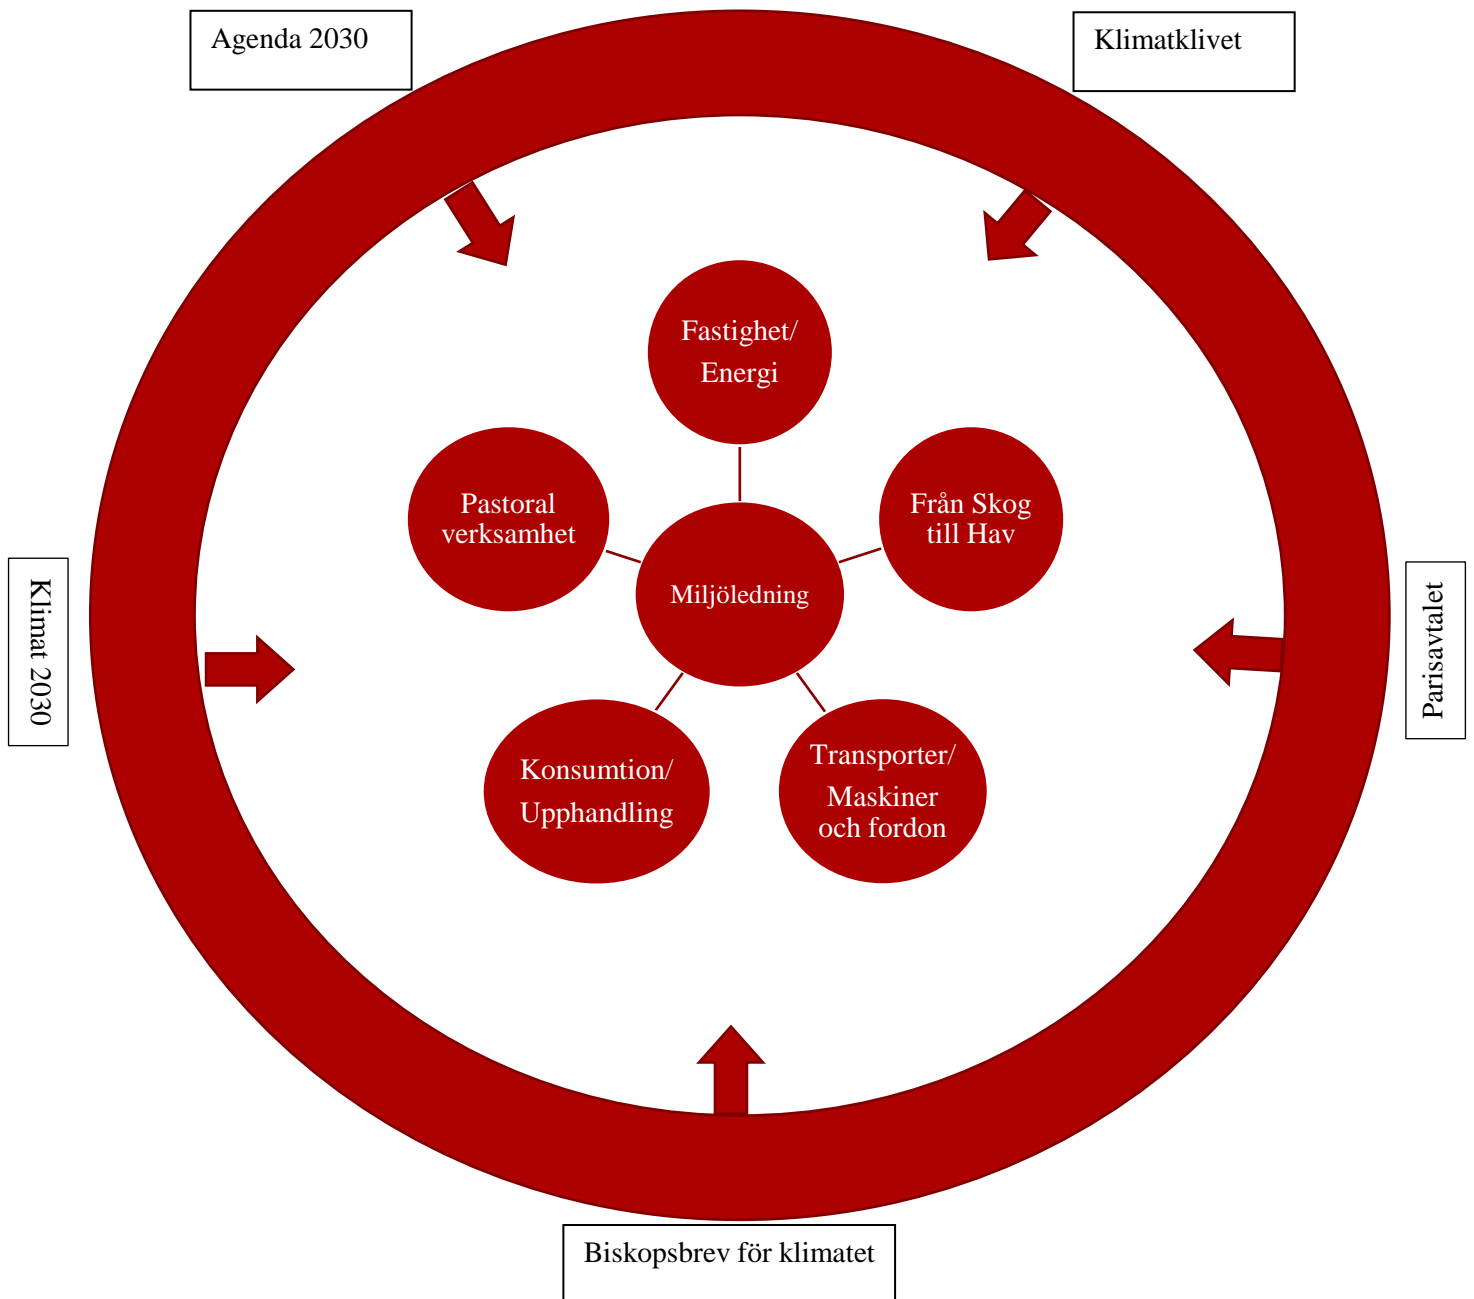 Agenda 2030
Klimatklivet
Fastighet/
Energi
Pastoral
verksamhet
Från Skog
till Hav
Miljöledning
Klimat 2030
Parisavtalet
Konsumtion/
Upphandling
Transporter/
Maskiner
och fordon
Biskopsbrev för klimatet